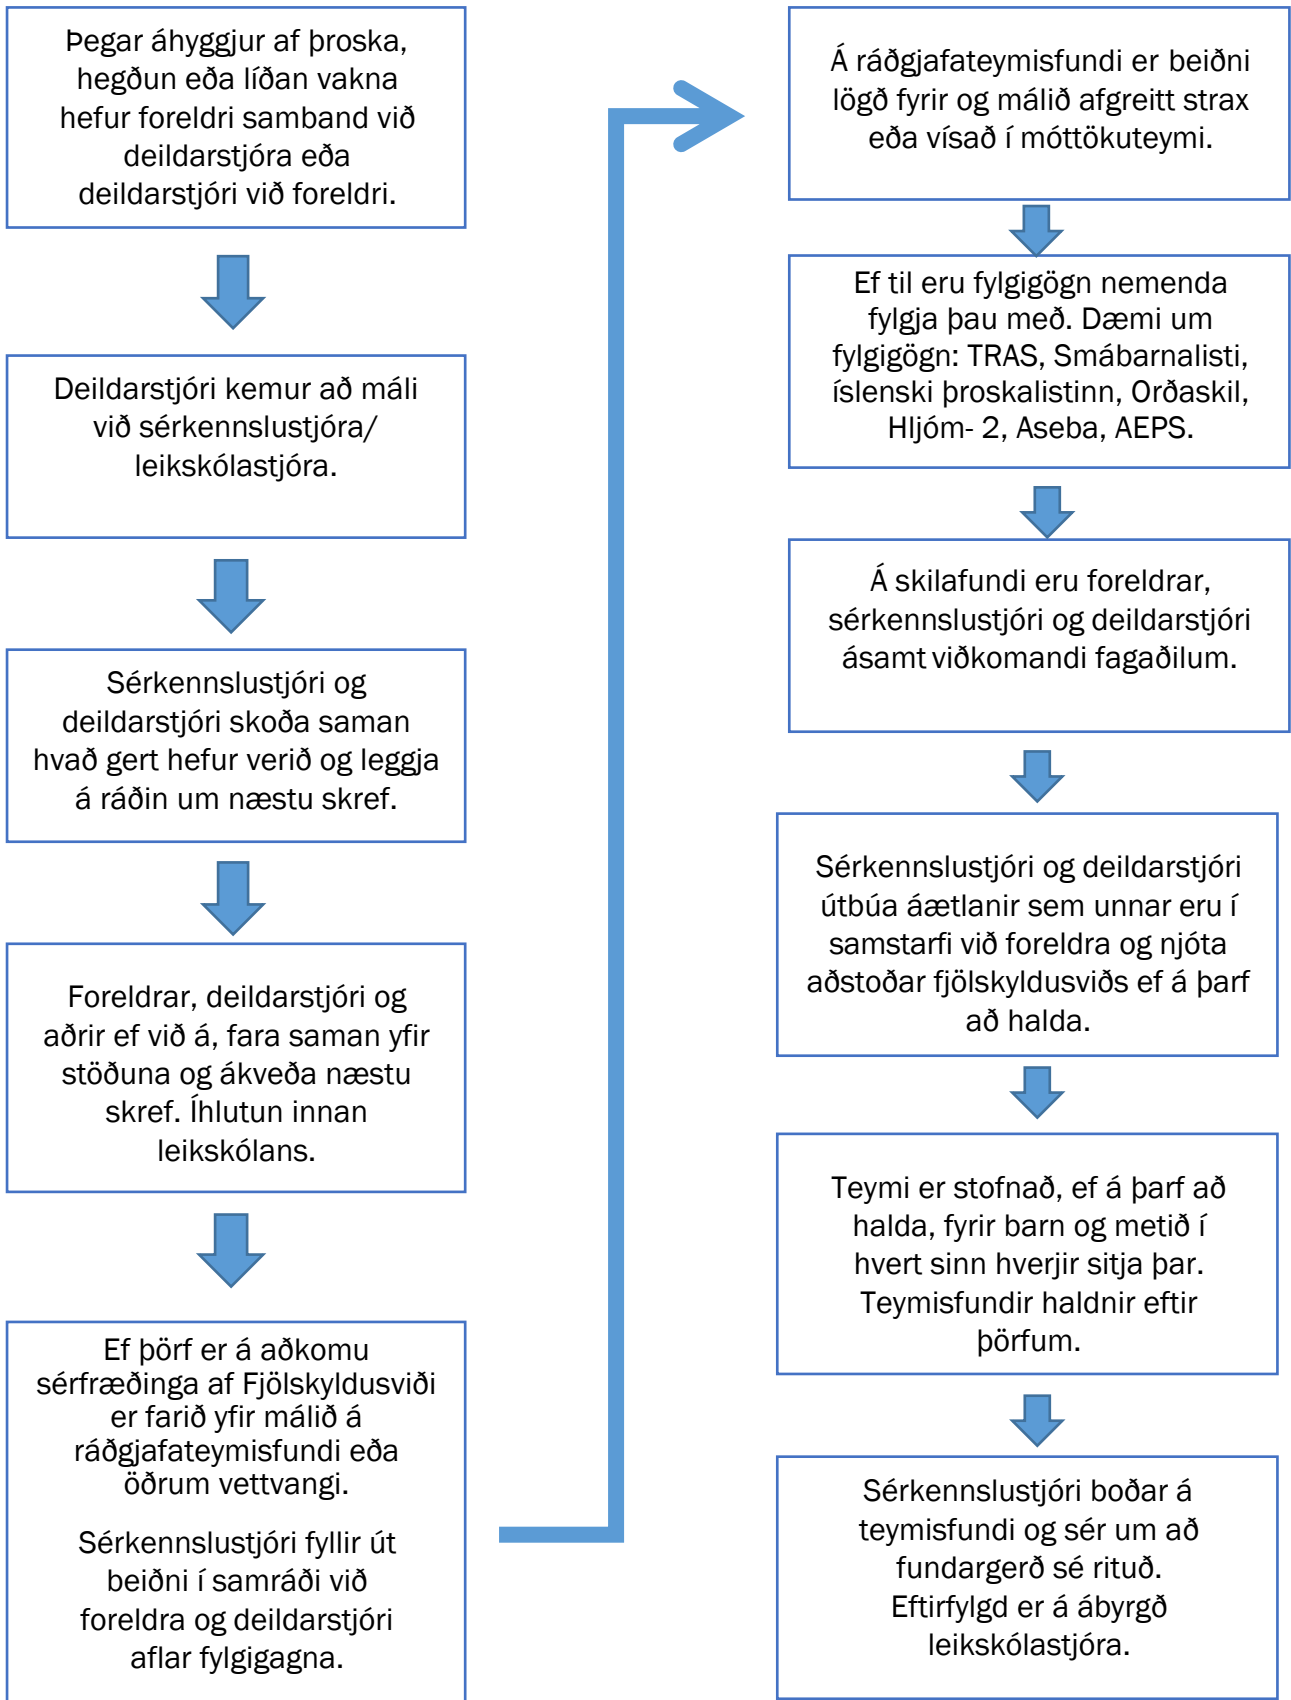 Þegar áhyggjur af þroska,
hegðun eða líðan vakna
hefur foreldri samband við
deildarstjóra eða
deildarstjóri við foreldri.
Deildarstjóri kemur að máli
við sérkennslustjóra/
leikskólastjóra.
Sérkennslustjóri og
deildarstjóri skoða saman
hvað gert hefur verið og leggja
á ráðin um næstu skref.
Foreldrar, deildarstjóri og
aðrir ef við á, fara saman yfir
stöðuna og ákveða næstu
skref. Íhlutun innan
leikskólans.
Ef þörf er á aðkomu
sérfræðinga af Fjölskyldusviði
er farið yfir málið á
ráðgjafateymisfundi eða
öðrum vettvangi.
Sérkennslustjóri fyllir út
beiðni í samráði við
foreldra og deildarstjóri
aflar fylgigagna.
Á ráðgjafateymisfundi er beiðni
lögð fyrir og málið afgreitt strax
eða vísað í móttökuteymi.
Ef til eru fylgigögn nemenda
fylgja þau með. Dæmi um
fylgigögn: TRAS, Smábarnalisti,
íslenski þroskalistinn, Orðaskil,
Hljóm- 2, Aseba, AEPS.
Á skilafundi eru foreldrar,
sérkennslustjóri og deildarstjóri
ásamt viðkomandi fagaðilum.
Sérkennslustjóri og deildarstjóri
útbúa áætlanir sem unnar eru í
samstarfi við foreldra og njóta
aðstoðar fjölskyldusviðs ef á þarf
að halda.
Teymi er stofnað, ef á þarf að
halda, fyrir barn og metið í
hvert sinn hverjir sitja þar.
Teymisfundir haldnir eftir
þörfum.
Sérkennslustjóri boðar á
teymisfundi og sér um að
fundargerð sé rituð.
Eftirfylgd er á ábyrgð
leikskólastjóra.